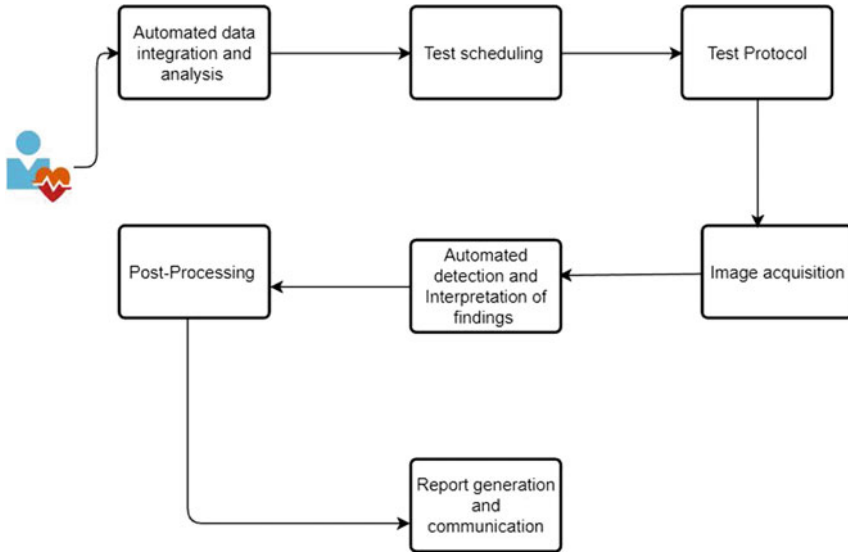 Automated data
integration and
analysis
Test scheduling
Test Protocol
Image acquisition
Automated
detection and
Interpretation of
findings
Post-Processing
Report generation
and
communication